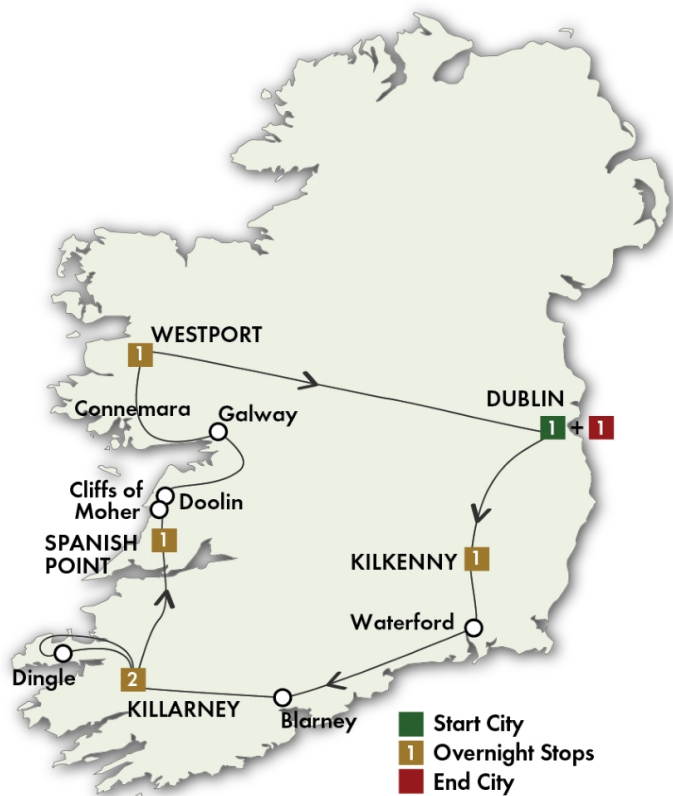 WESTPORT
1
Connemara
Galway
DUBLIN
1 + 1
Cliffs of
Moher
Doolin
SPANISH
POINT
1
KILKENNY
1
Waterford
Dingle
2
KILLARNEY
Blarney
Start City
1 Overnight Stops
End City